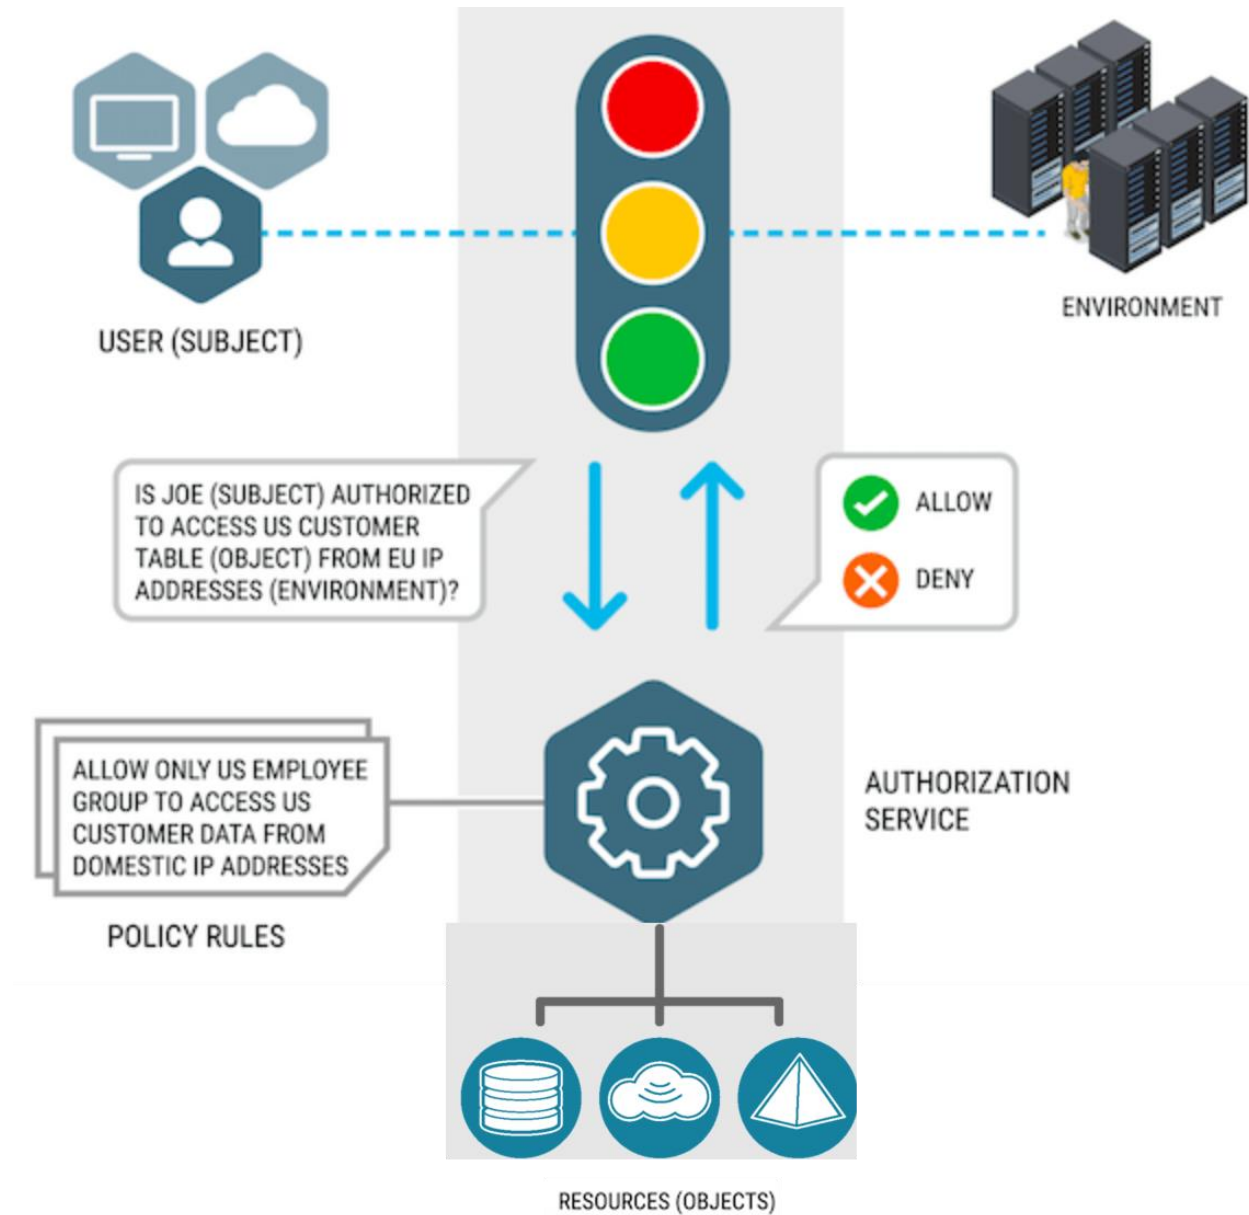 USER (SUBJECT)
ENVIRONMENT
IS JOE (SUBJECT) AUTHORIZED
TO ACCESS US CUSTOMER
TABLE (OBJECT) FROM EU IP
ADDRESSES (ENVIRONMENT)?
ALLOW
DENY
ALLOW ONLY US EMPLOYEE
GROUP TO ACCESS US
CUSTOMER DATA FROM
DOMESTIC IP ADDRESSES
POLICY RULES
AUTHORIZATION
SERVICE
RESOURCES (OBJECTS)